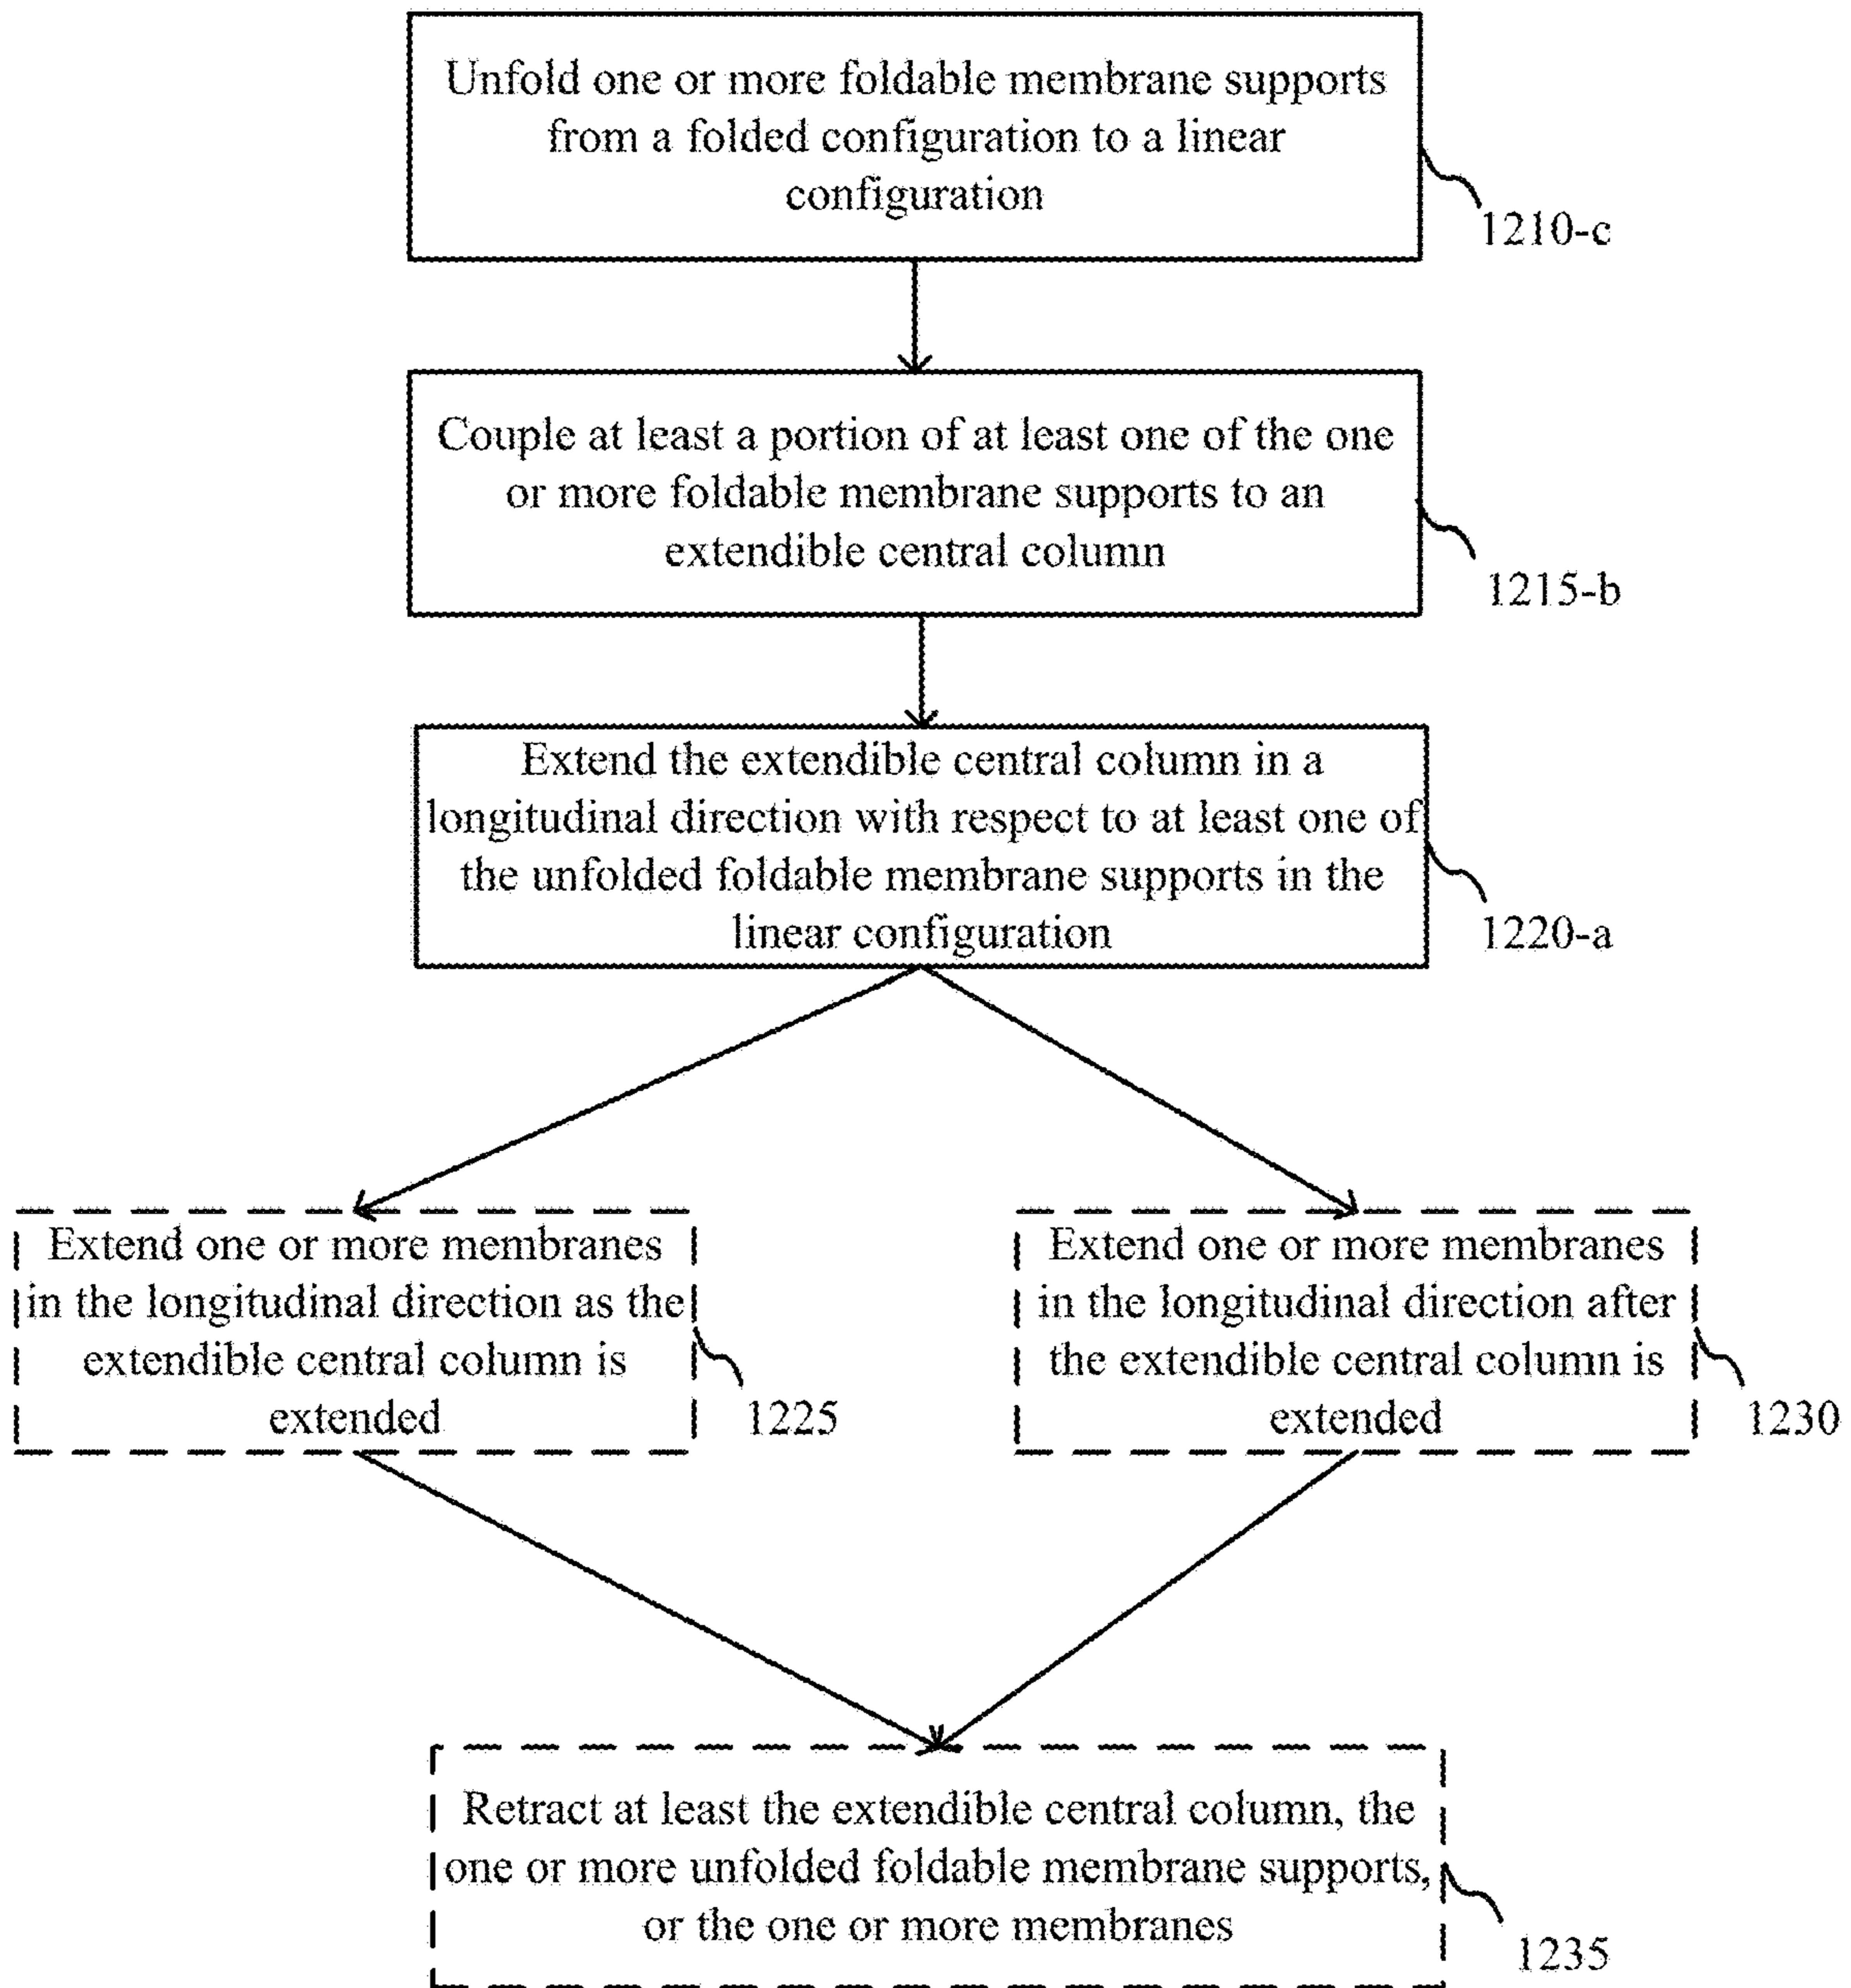 Unfold one or more foldable membrane supports
from a folded configuration to a linear
configuration
1210-c
Couple at least a portion of at least one of the one
or more foldable membrane supports to an
extendible central column
1215-b
Extend the extendible central column in a
longitudinal direction with respect to at least one of
the unfolded foldable membrane supports in the
linear configuration
1220-a
Extend one or more membranes
in the longitudinal direction as the
extendible central column is
extended
1225
Extend one or more membranes
in the longitudinal direction after
the extendible central column is
extended
1230
Retract at least the extendible central column, the
one or more unfolded foldable membrane supports,
or the one or more membranes
1235